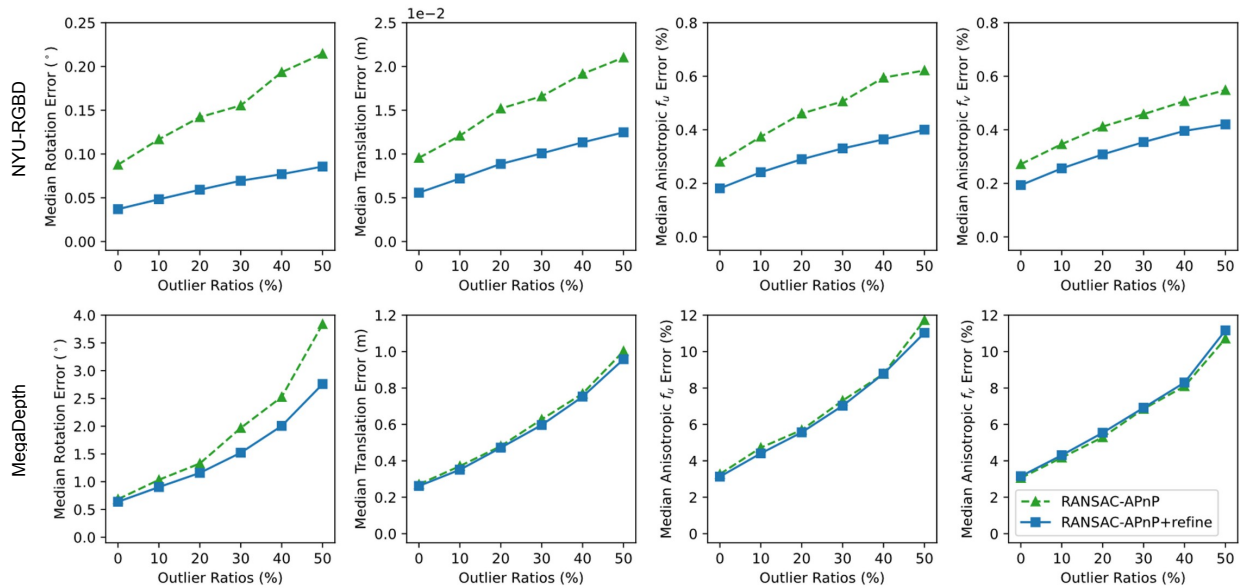 NYU-RGBD
Median Rotation Error (°)
0.25
0.20
0.15
0.10
0.05
0.00
0 10 20 30 40 50
Outlier Ratios (%)
1e−2
Median Translation Error (m)
2.5
2.0
1.5
1.0
0.5
0.0
0 10 20 30 40 50
Outlier Ratios (%)
Median Anisotropic f_u Error (%)
0.8
0.6
0.4
0.2
0.0
0 10 20 30 40 50
Outlier Ratios (%)
Median Anisotropic f_v Error (%)
0.8
0.6
0.4
0.2
0.0
0 10 20 30 40 50
Outlier Ratios (%)
MegaDepth
Median Rotation Error (°)
4.0
3.5
3.0
2.5
2.0
1.5
1.0
0.5
0 10 20 30 40 50
Outlier Ratios (%)
Median Translation Error (m)
1.2
1.0
0.8
0.6
0.4
0.2
0.0
0 10 20 30 40 50
Outlier Ratios (%)
Median Anisotropic f_u Error (%)
12
10
8
6
4
2
0
0 10 20 30 40 50
Outlier Ratios (%)
Median Anisotropic f_v Error (%)
12
10
8
6
4
2
0
RANSAC-APnP
RANSAC-APnP+refine
0 10 20 30 40 50
Outlier Ratios (%)